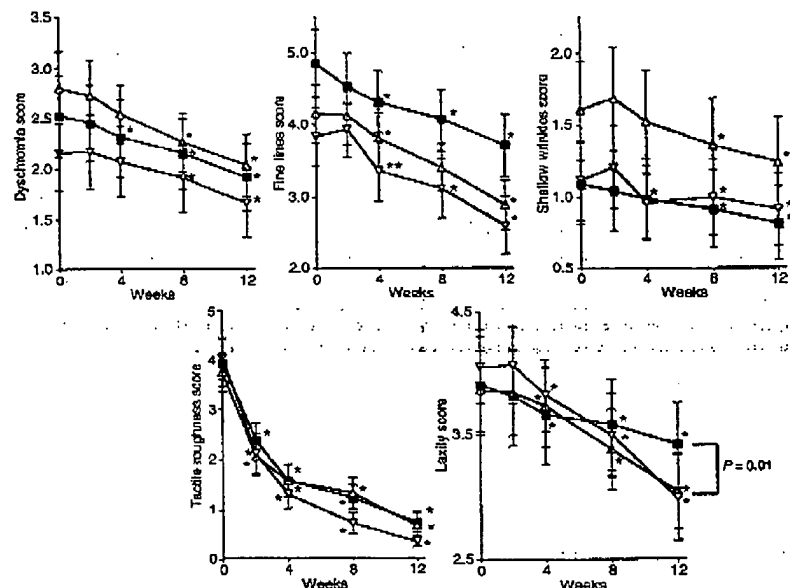 3.5
3.0
2.5
2.0
1.5
1.0
Dyschromia score
0 4 8 12
Weeks
5.0
4.0
3.0
2.0
Fine lines score
0 4 8 12
Weeks
2.0
1.5
1.0
0.5
Shallow wrinkles score
0 4 8 12
Weeks
5
4
3
2
1
0
Tactile roughness score
0 4 8 12
Weeks
4.5
3.5
2.5
Laxity score
0 4 8 12
Weeks
P = 0.01